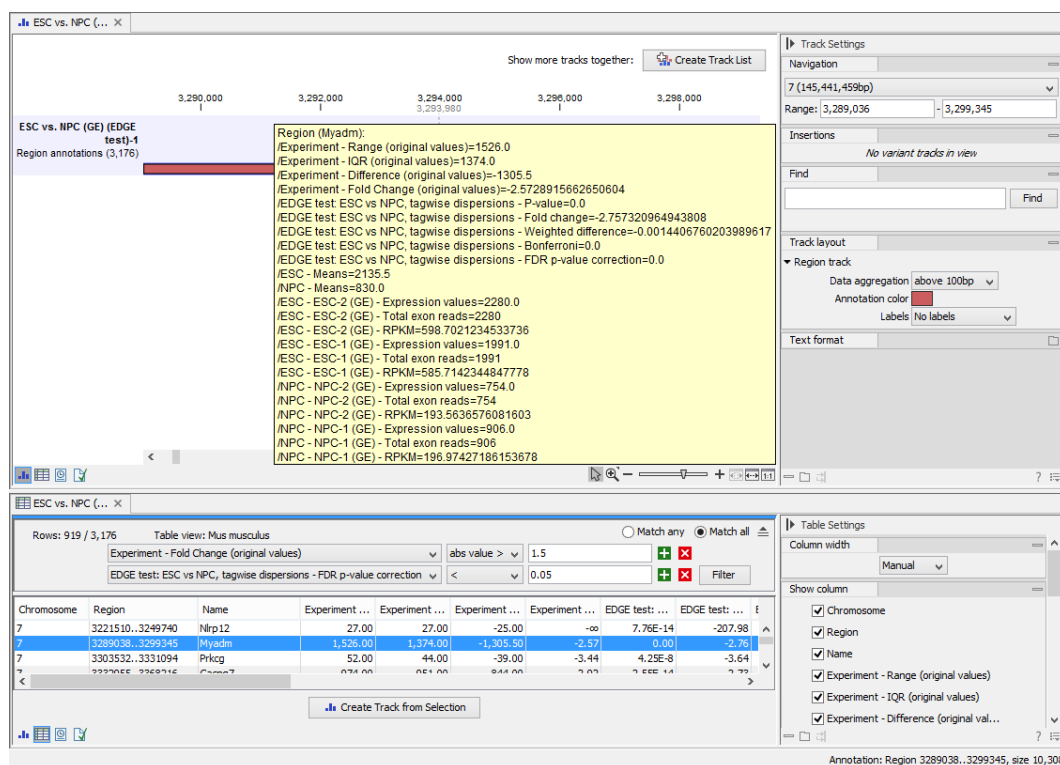 ESC vs. NPC (...
Show more tracks together: Create Track List
3,290,000 3,292,000 3,294,000 3,296,000 3,298,000
3,293,980
ESC vs. NPC (GE) (EDGE
test)-1
Region annotations (3,176)
Region (Myadm):
/Experiment - Range (original values)=1526.0
/Experiment - IQR (original values)=1374.0
/Experiment - Difference (original values)=-1305.5
/Experiment - Fold Change (original values)=-2.5728915662650604
/EDGE test: ESC vs NPC, tagwise dispersions - P-value=0.0
/EDGE test: ESC vs NPC, tagwise dispersions - Fold change=-2.757320964943808
/EDGE test: ESC vs NPC, tagwise dispersions - Weighted difference=-0.0014406760203989617
/EDGE test: ESC vs NPC, tagwise dispersions - Bonferroni=0.0
/EDGE test: ESC vs NPC, tagwise dispersions - FDR p-value correction=0.0
/ESC - Means=2135.5
/NPC - Means=830.0
/ESC - ESC-2 (GE) - Expression values=2280.0
/ESC - ESC-2 (GE) - Total exon reads=2280
/ESC - ESC-2 (GE) - RPKM=598.7021234533736
/ESC - ESC-1 (GE) - Expression values=1991.0
/ESC - ESC-1 (GE) - Total exon reads=1991
/ESC - ESC-1 (GE) - RPKM=585.7142344847778
/NPC - NPC-2 (GE) - Expression values=754.0
/NPC - NPC-2 (GE) - Total exon reads=754
/NPC - NPC-2 (GE) - RPKM=193.5636576081603
/NPC - NPC-1 (GE) - Expression values=906.0
/NPC - NPC-1 (GE) - Total exon reads=906
/NPC - NPC-1 (GE) - RPKM=196.97427186153678
1:1
Track Settings
Navigation
7 (145,441,459bp)
Range: 3,289,036 - 3,299,345
Insertions
No variant tracks in view
Find
Find
Track layout
Region track
Data aggregation above 100bp
Annotation color
Labels No labels
Text format
?
ESC vs. NPC (...
Rows: 919 / 3,176 Table view: Mus musculus Match any Match all
Experiment - Fold Change (original values) abs value > 1.5
EDGE test: ESC vs NPC, tagwise dispersions - FDR p-value correction < 0.05 Filter
Chromosome Region Name Experiment ... Experiment ... Experiment ... Experiment ... EDGE test: ... EDGE test: ... E
7 3221510..3249740 Nlrp12 27.00 27.00 -25.00 -∞ 7.76E-14 -207.98
7 3289038..3299345 Myadm 1,526.00 1,374.00 -1,305.50 -2.57 0.00 -2.76
7 3303532..3331094 Prkcg 52.00 44.00 -39.00 -3.44 4.25E-8 -3.64
Create Track from Selection
Table Settings
Column width
Manual
Show column
Chromosome
Region
Name
Experiment - Range (original values)
Experiment - IQR (original values)
Experiment - Difference (original val...
?
Annotation: Region 3289038..3299345, size 10,308